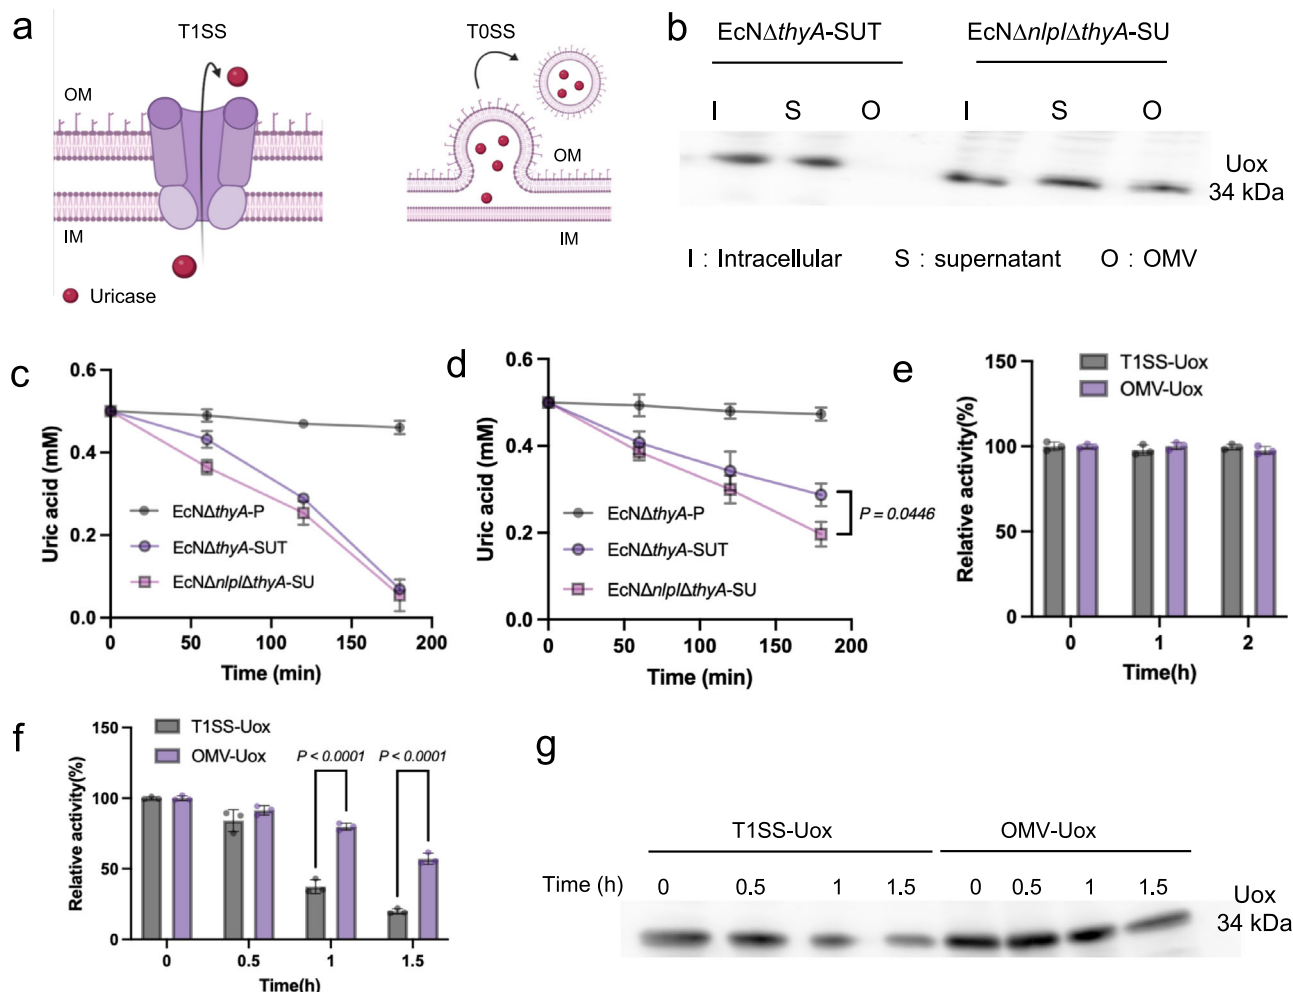 a
T1SS
T0SS
OM
IM
OM
IM
Uricase
b
EcNΔthyA-SUT
EcNΔnlpIΔthyA-SU
I S O I S O
Uox
34 kDa
I : Intracellular S : supernatant O : OMV
c
Uric acid (mM)
0.6
0.4
0.2
0.0
EcNΔthyA-P
EcNΔthyA-SUT
EcNΔnlpIΔthyA-SU
0 50 100 150 200
Time (min)
d
Uric acid (mM)
0.6
0.4
0.2
0.0
P = 0.0446
EcNΔthyA-P
EcNΔthyA-SUT
EcNΔnlpIΔthyA-SU
0 50 100 150 200
Time (min)
e
T1SS-Uox
OMV-Uox
Relative activity(%)
150
100
50
0
0 1 2
Time(h)
f
T1SS-Uox
OMV-Uox
P < 0.0001 P < 0.0001
Relative activity(%)
150
100
50
0
0 0.5 1 1.5
Time(h)
g
T1SS-Uox OMV-Uox
Time (h) 0 0.5 1 1.5 0 0.5 1 1.5
Uox
34 kDa